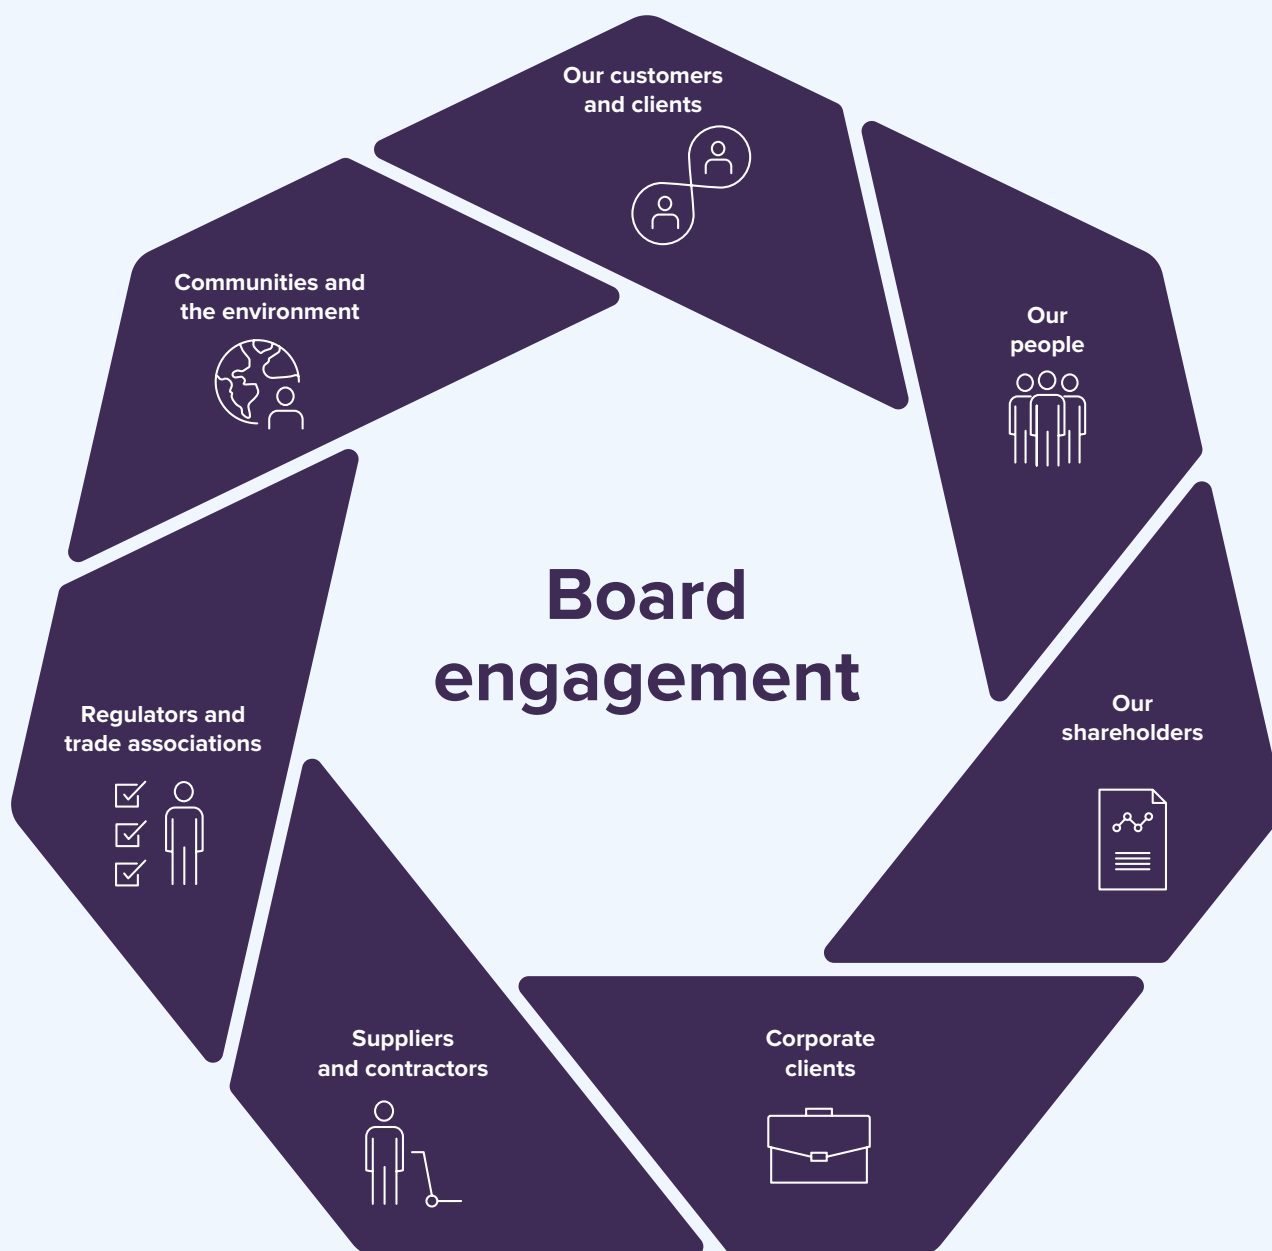 Our customers
and clients
Our
people
Our
shareholders
Corporate
clients
Suppliers
and contractors
Regulators and
trade associations
Communities and
the environment
Board
engagement